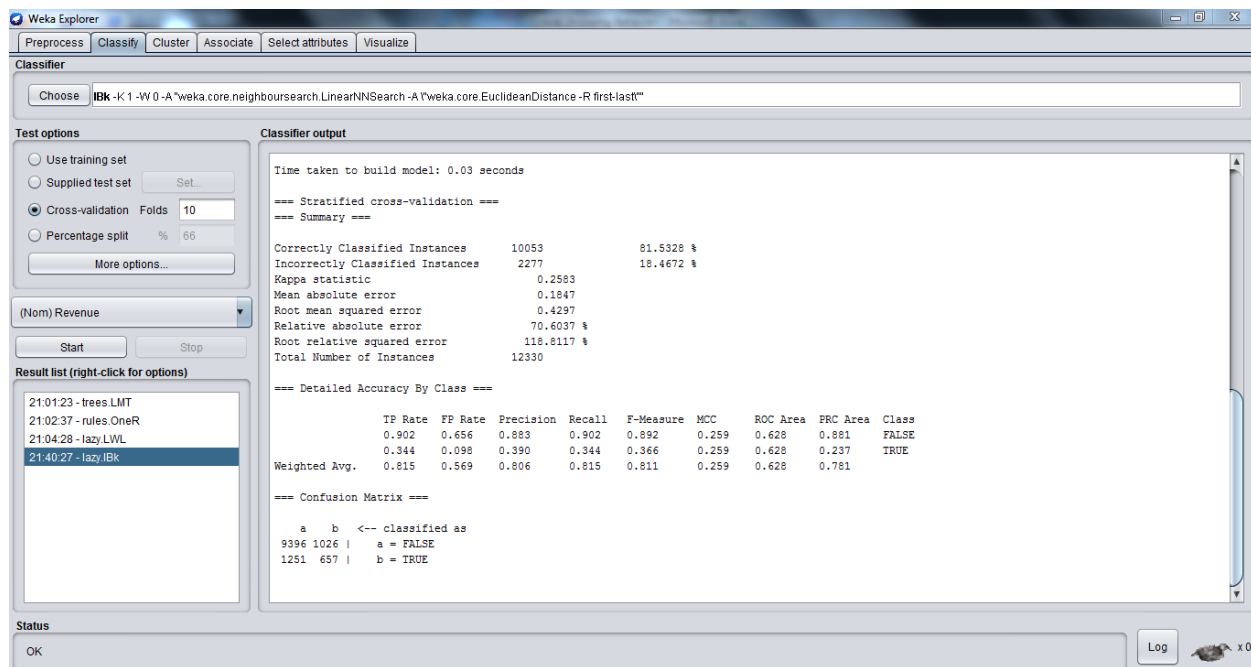 Weka Explorer
Preprocess Classify Cluster Associate Select attributes Visualize
Classifier
Choose IBk -K 1 -W 0 -A "weka.core.neighboursearch.LinearNNSearch -A \"weka.core.EuclideanDistance -R first-last\""
Test options
Use training set
Supplied test set Set...
Cross-validation Folds 10
Percentage split % 66
More options...
(Nom) Revenue
Start Stop
Result list (right-click for options)
21:01:23 - trees.LMT
21:02:37 - rules.OneR
21:04:28 - lazy.LWL
21:40:27 - lazy.IBk
Classifier output
Time taken to build model: 0.03 seconds
=== Stratified cross-validation ===
=== Summary ===
Correctly Classified Instances 10053 81.5328 %
Incorrectly Classified Instances 2277 18.4672 %
Kappa statistic 0.2583
Mean absolute error 0.1847
Root mean squared error 0.4297
Relative absolute error 70.6037 %
Root relative squared error 118.8117 %
Total Number of Instances 12330
=== Detailed Accuracy By Class ===
TP Rate FP Rate Precision Recall F-Measure MCC ROC Area PRC Area Class
0.902 0.656 0.883 0.902 0.892 0.259 0.628 0.881 FALSE
0.344 0.098 0.390 0.344 0.366 0.259 0.628 0.237 TRUE
Weighted Avg. 0.815 0.569 0.806 0.815 0.811 0.259 0.628 0.781
=== Confusion Matrix ===
a b <-- classified as
9396 1026 | a = FALSE
1251 657 | b = TRUE
Status
OK
Log x 0